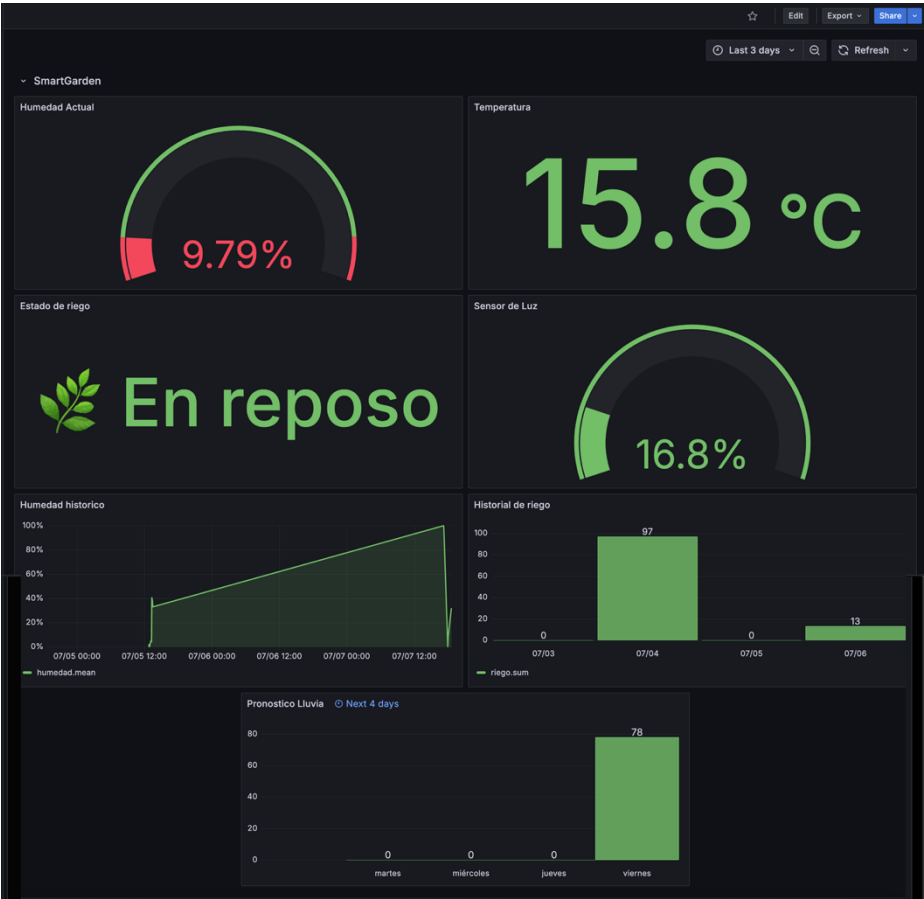 Edit Export Share
Last 3 days Refresh
SmartGarden
Humedad Actual
9.79%
Temperatura
15.8 °C
Estado de riego
En reposo
Sensor de Luz
16.8%
Humedad historico
100%
80%
60%
40%
20%
0%
07/05 00:00 07/05 12:00 07/06 00:00 07/06 12:00 07/07 00:00 07/07 12:00
humedad.mean
Historial de riego
100
80
60
40
20
0
0 97 0 13
07/03 07/04 07/05 07/06
riego.sum
Pronostico Lluvia Next 4 days
80
60
40
20
0
0 0 0 78
martes miércoles jueves viernes